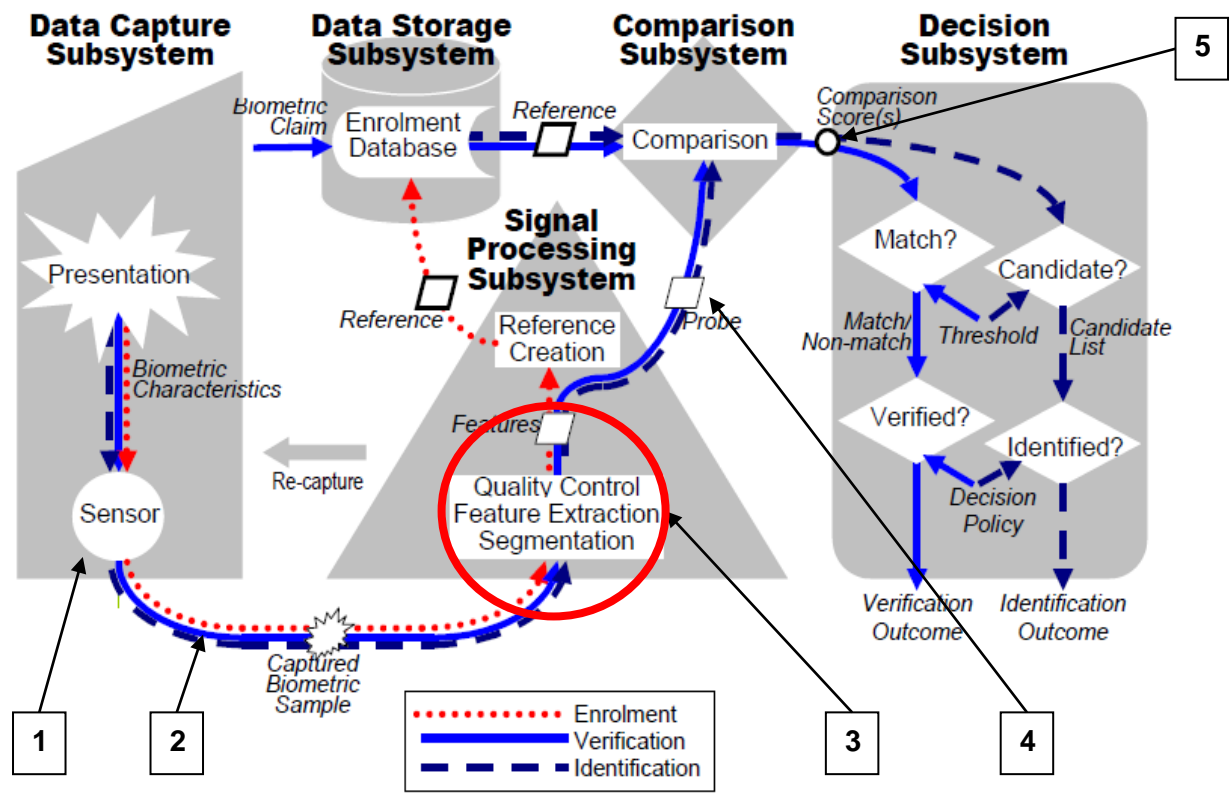 Data Capture
Subsystem
Data Storage
Subsystem
Comparison
Subsystem
Decision
Subsystem
5
Biometric
Claim
Enrolment
Database
Reference
Comparison
Comparison
Score(s)
Signal
Processing
Subsystem
Presentation
Match?
Candidate?
Reference
Reference
Creation
Probe
Match/
Non-match
Threshold
Candidate
List
Biometric
Characteristics
Features
Verified?
Identified?
Re-capture
Sensor
Quality Control
Feature Extraction
Segmentation
Decision
Policy
Verification
Outcome
Identification
Outcome
Captured
Biometric
Sample
Enrolment
Verification
Identification
1
2
3
4